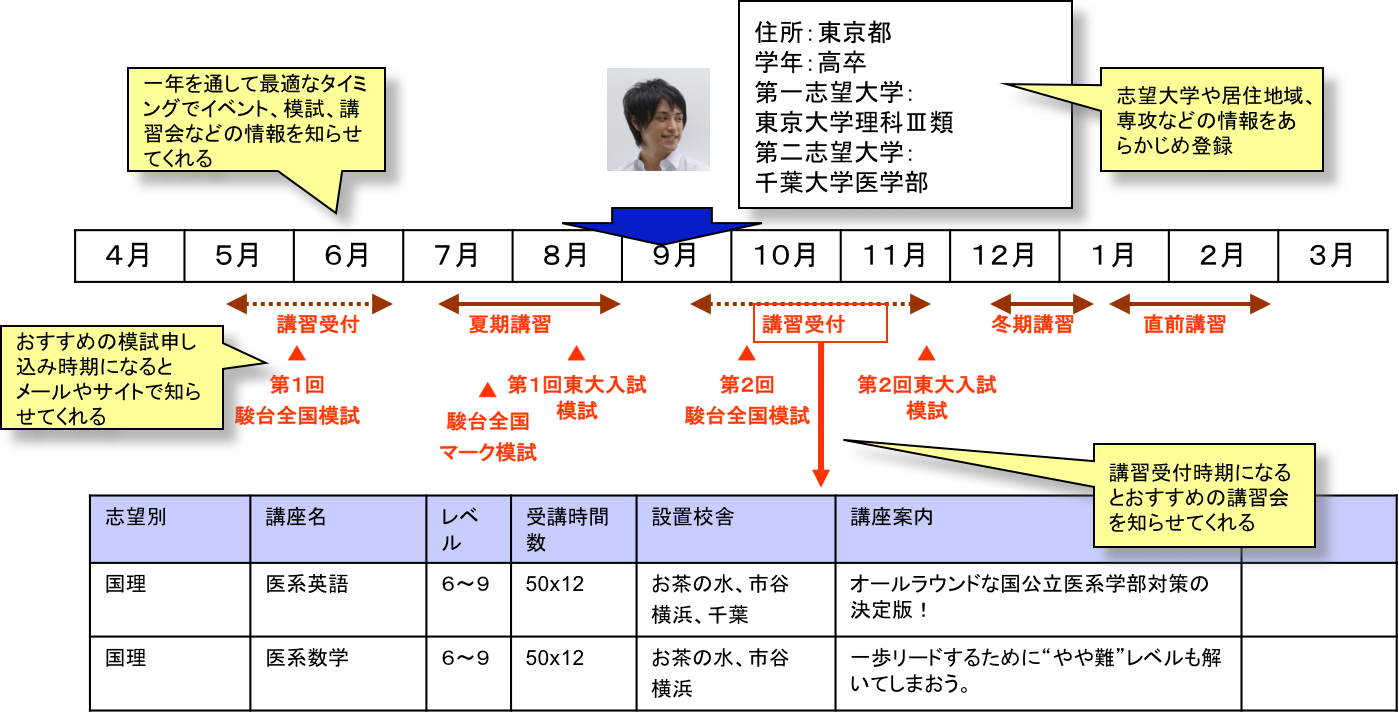 住所：東京都
学年：高卒
第一志望大学：
東京大学理科Ⅲ類
第二志望大学：
千葉大学医学部
一年を通して最適なタイミ
ングでイベント、模試、講
習会などの情報を知らせ
てくれる
志望大学や居住地域、
専攻などの情報をあ
らかじめ登録
４月 ５月 ６月 ７月 ８月 ９月 １０月 １１月 １２月 １月 ２月 ３月
講習受付 夏期講習 講習受付 冬期講習 直前講習
おすすめの模試申し
込み時期になると
メールやサイトで知ら
せてくれる
第１回
駿台全国模試
駿台全国
マーク模試
第１回東大入試
模試
第２回
駿台全国模試
第２回東大入試
模試
講習受付時期になる
とおすすめの講習会
を知らせてくれる
志望別 講座名 レベ
ル 受講時間
数 設置校舎 講座案内
国理 医系英語 ６～９ 50x12 お茶の水、市谷
横浜、千葉 オールラウンドな国公立医系学部対策の
決定版！
国理 医系数学 ６～９ 50x12 お茶の水、市谷
横浜 一歩リードするために“やや難”レベルも解
いてしまおう。